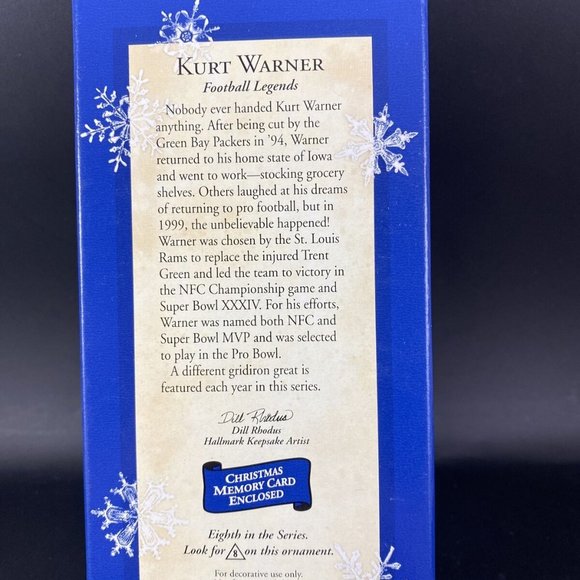 KURT WARNER
Football Legends
Nobody ever handed Kurt Warner
anything. After being cut by the
Green Bay Packers in ’94, Warner
returned to his home state of Iowa
and went to work—stocking grocery
shelves. Others laughed at his dreams
of returning to pro football, but in
1999, the unbelievable happened!
Warner was chosen by the St. Louis
Rams to replace the injured Trent
Green and led the team to victory in
the NFC Championship game and
Super Bowl XXXIV. For his efforts,
Warner was named both NFC and
Super Bowl MVP and was selected
to play in the Pro Bowl.
A different gridiron great is
featured each year in this series.
Dill Rhodus
Dill Rhodus
Hallmark Keepsake Artist
CHRISTMAS
MEMORY CARD
ENCLOSED
Eighth in the Series.
Look for 8 on this ornament.
For decorative use only.